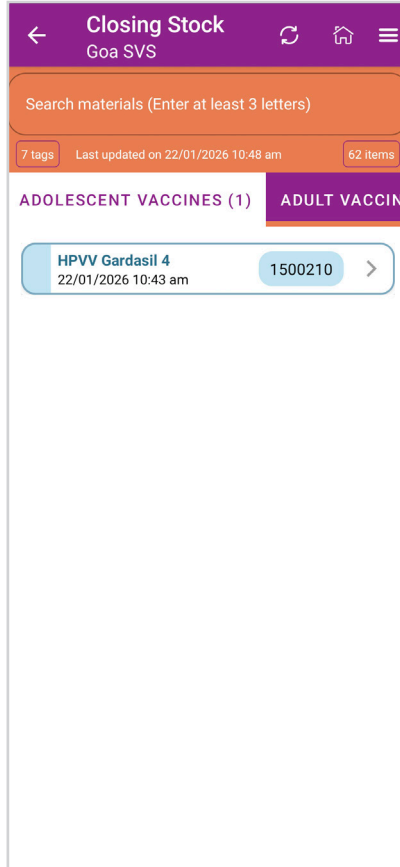 Closing Stock
Goa SVS
Search materials (Enter at least 3 letters)
7 tags Last updated on 22/01/2026 10:48 am 62 items
ADOLESCENT VACCINES (1) ADULT VACCIN
HPVV Gardasil 4
22/01/2026 10:43 am
1500210